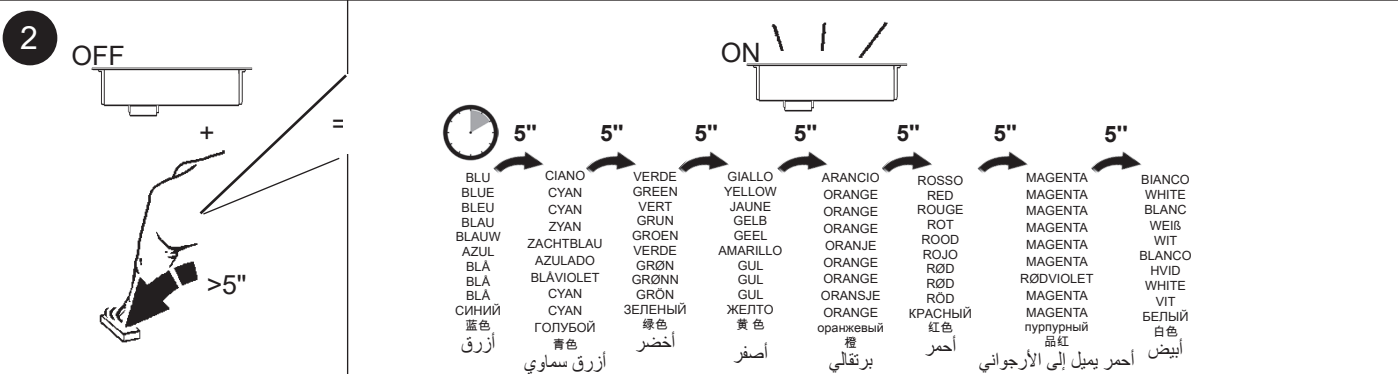 2
OFF
+
=
>5"
ON
5" 5" 5" 5" 5" 5" 5"
BLU
BLUE
BLEU
BLAU
BLAUW
AZUL
BLÅ
BLÅ
BLÅ
СИНИЙ
蓝色
أزرق
CIANO
CYAN
CYAN
ZYAN
ZACHTBLAU
AZULADO
BLÅVIOLET
CYAN
CYAN
ГОЛУБОЙ
青色
أزرق سماوي
VERDE
GREEN
VERT
GRUN
GROEN
VERDE
GRØN
GRØNN
GRÖN
ЗЕЛЕНЫЙ
绿色
أخضر
GIALLO
YELLOW
JAUNE
GELB
GEEL
AMARILLO
GUL
GUL
GUL
ЖЕЛТО
黄 色
أصفر
ARANCIO
ORANGE
ORANGE
ORANGE
ORANJE
ORANGE
ORANGE
ORANSJE
ORANGE
оранжевый
橙
برتقالي
ROSSO
RED
ROUGE
ROT
ROOD
ROJO
RØD
RØD
RÖD
КРАСНЫЙ
红色
أحمر
MAGENTA
MAGENTA
MAGENTA
MAGENTA
MAGENTA
MAGENTA
RØDVIOLET
MAGENTA
MAGENTA
пурпурный
品红
أحمر يميل إلى الأرجواني
BIANCO
WHITE
BLANC
WEIß
WIT
BLANCO
HVID
WHITE
VIT
БЕЛЫЙ
白色
أبيض